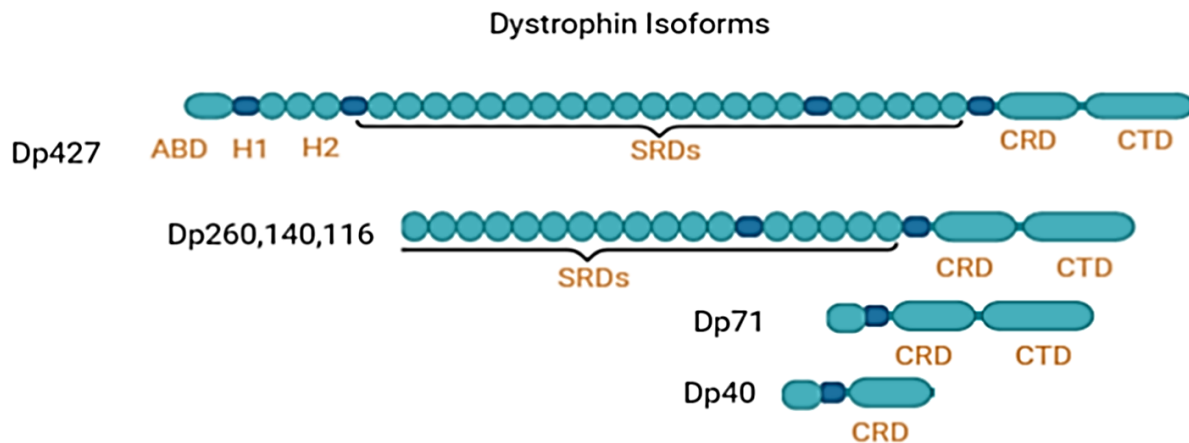 Dystrophin Isoforms
Dp427
ABD H1 H2 SRDs CRD CTD
Dp260,140,116
SRDs CRD CTD
Dp71
CRD CTD
Dp40
CRD